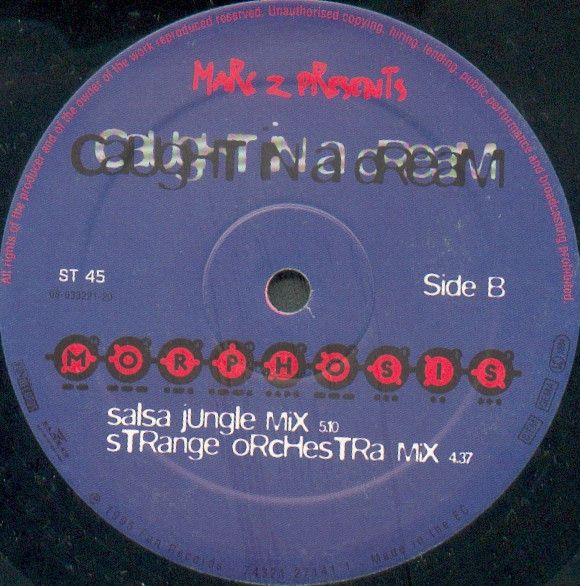 All rights of the producer and of the owner of the work reproduced reserved. Unauthorised copying, hiring, lending, public performance and broadcasting prohibited
MARC Z PRESENTS
CaUgHT iN a dReaM
ST 45
Side B
MORPHOSIS
salsa jUngle MiX 5.10
sTRange oRcHesTRa MiX 4.37
Made in the EC